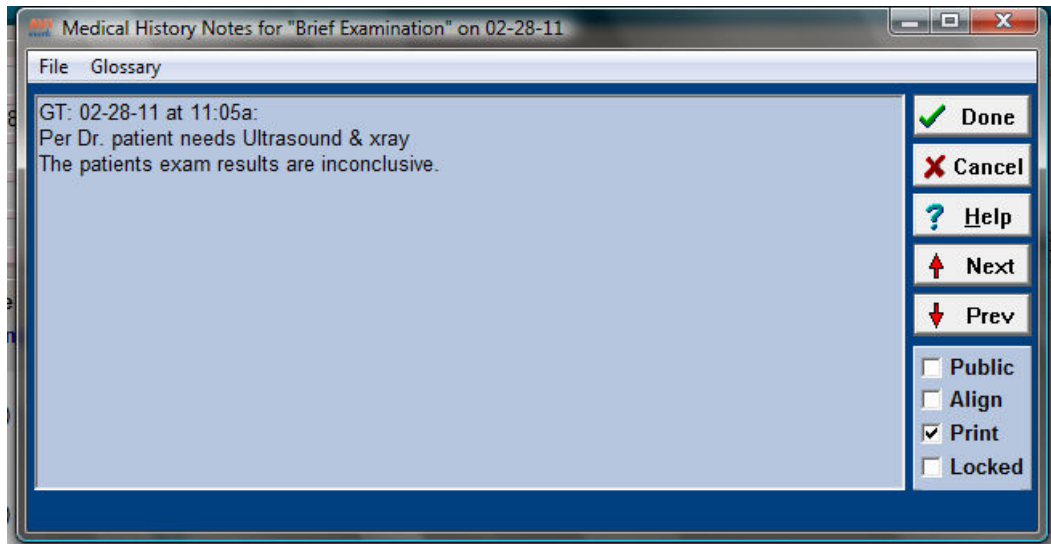 Medical History Notes for "Brief Examination" on 02-28-11
File Glossary
GT: 02-28-11 at 11:05a:
Per Dr. patient needs Ultrasound & xray
The patients exam results are inconclusive.
Done
Cancel
Help
Next
Prev
Public
Align
Print
Locked